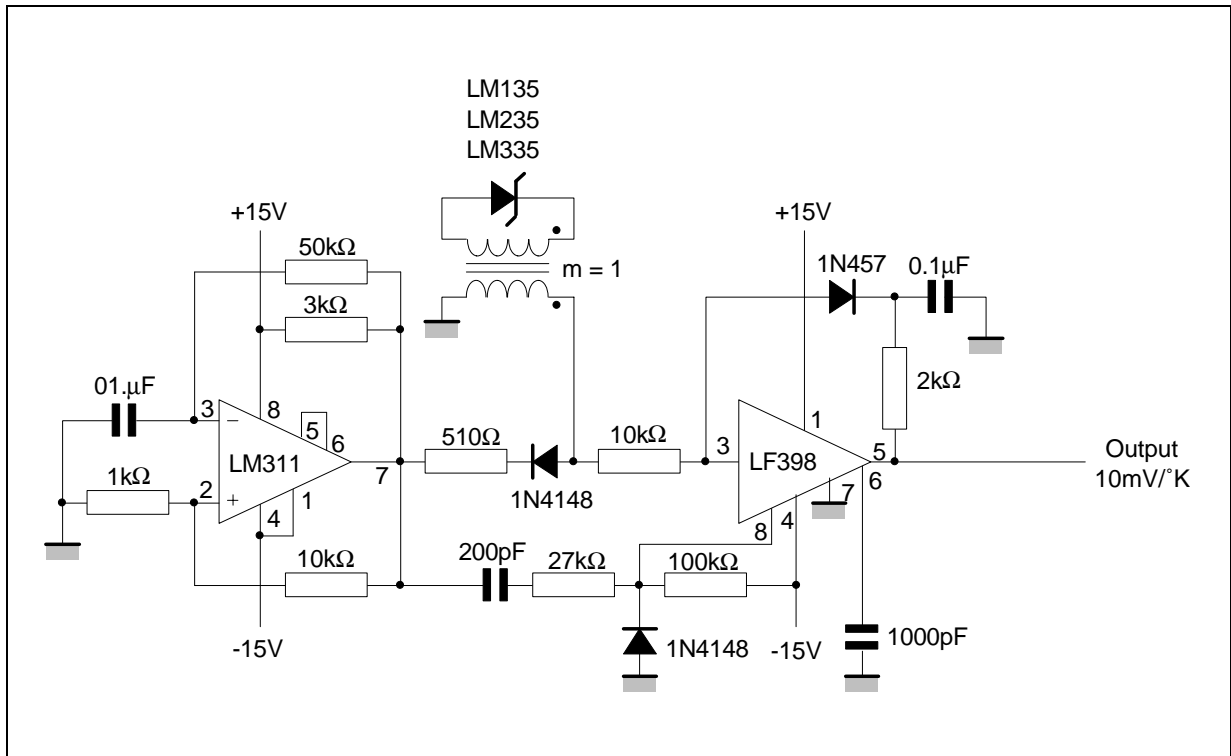 LM135
LM235
LM335
+15V
+15V
50kΩ
m = 1
1N457
0.1µF
3kΩ
2kΩ
01.µF
3
−
8
5
6
1
510Ω
10kΩ
3
LM311
7
LF398
5
Output
10mV/˚K
1kΩ
2
+
1
4
1N4148
6
7
4
8
200pF
27kΩ
100kΩ
10kΩ
-15V
1N4148
-15V
1000pF